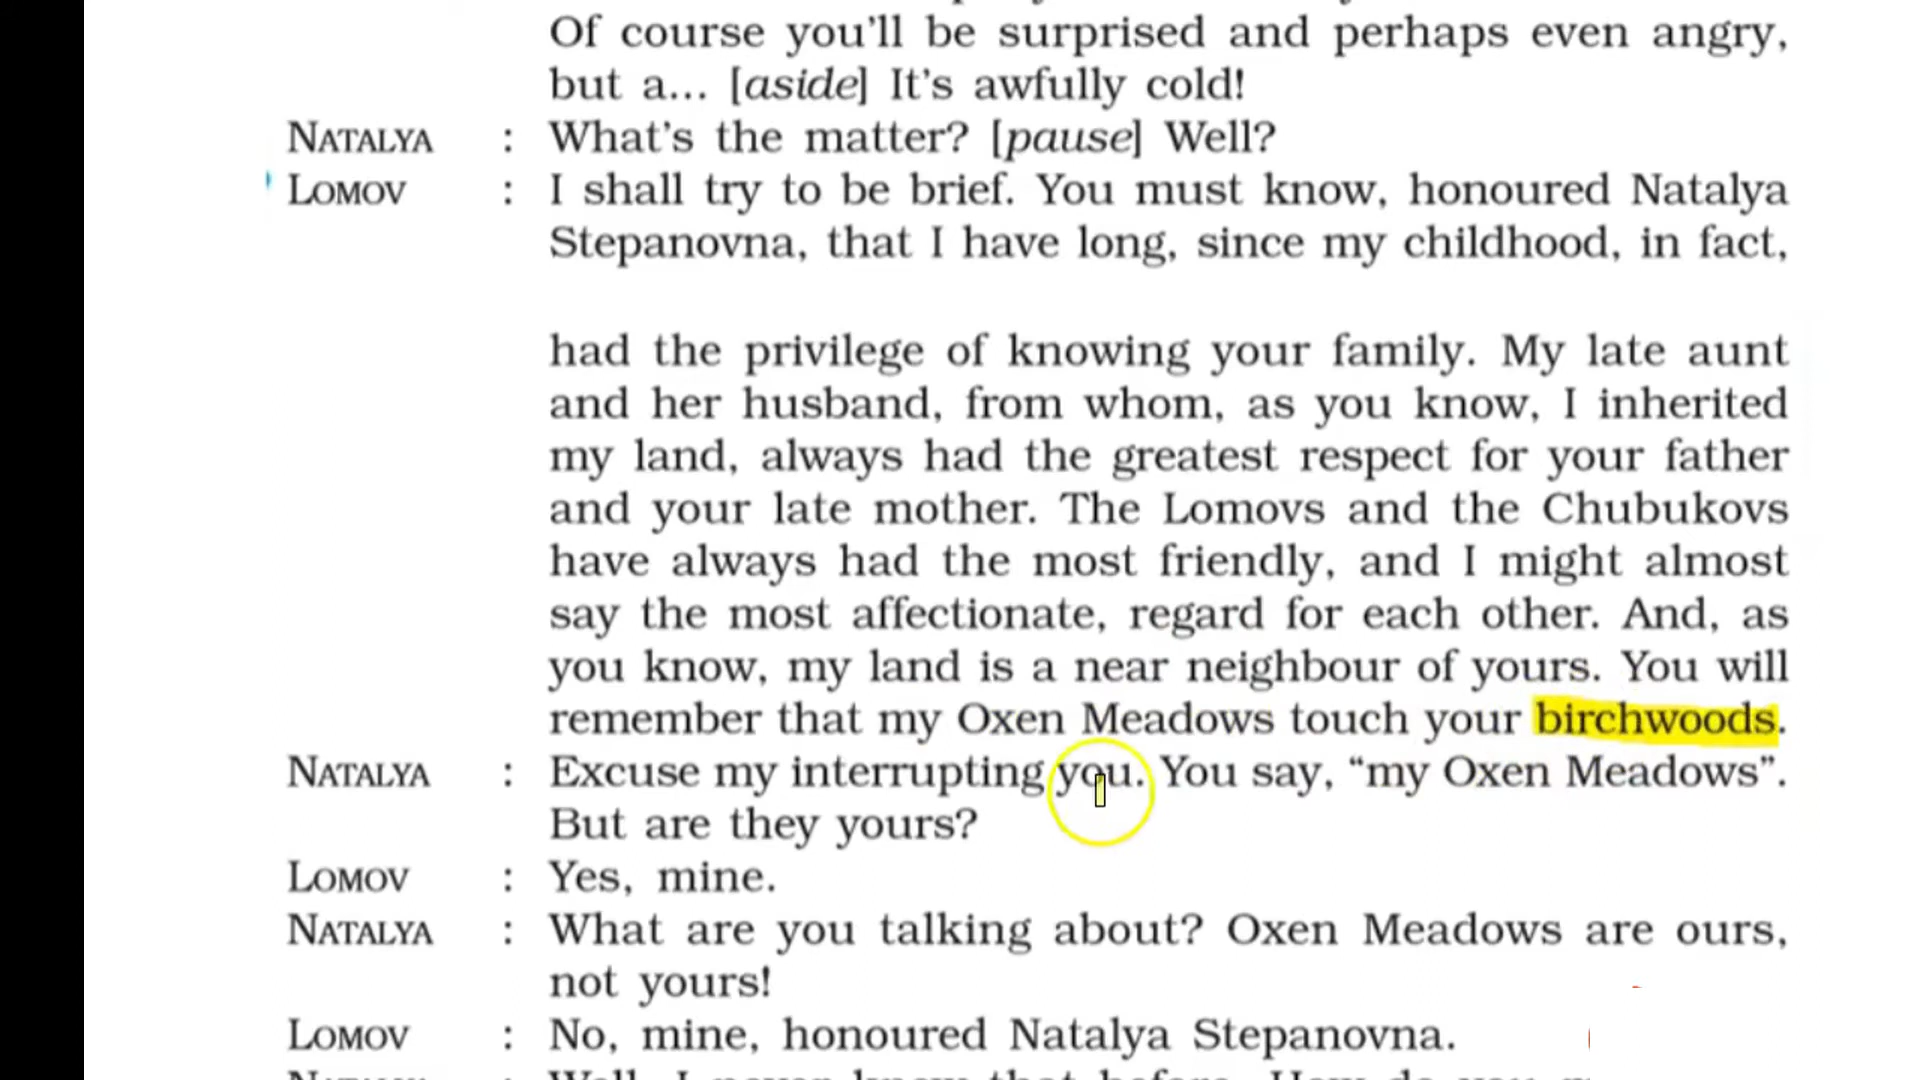 Of course you'll be surprised and perhaps even angry,
but a... [aside] It's awfully cold!
NATALYA : What's the matter? [pause] Well?
LOMOV : I shall try to be brief. You must know, honoured Natalya
Stepanovna, that I have long, since my childhood, in fact,
had the privilege of knowing your family. My late aunt
and her husband, from whom, as you know, I inherited
my land, always had the greatest respect for your father
and your late mother. The Lomovs and the Chubukovs
have always had the most friendly, and I might almost
say the most affectionate, regard for each other. And, as
you know, my land is a near neighbour of yours. You will
remember that my Oxen Meadows touch your birchwoods.
NATALYA : Excuse my interrupting you. You say, “my Oxen Meadows”.
But are they yours?
LOMOV : Yes, mine.
NATALYA : What are you talking about? Oxen Meadows are ours,
not yours!
LOMOV : No, mine, honoured Natalya Stepanovna.